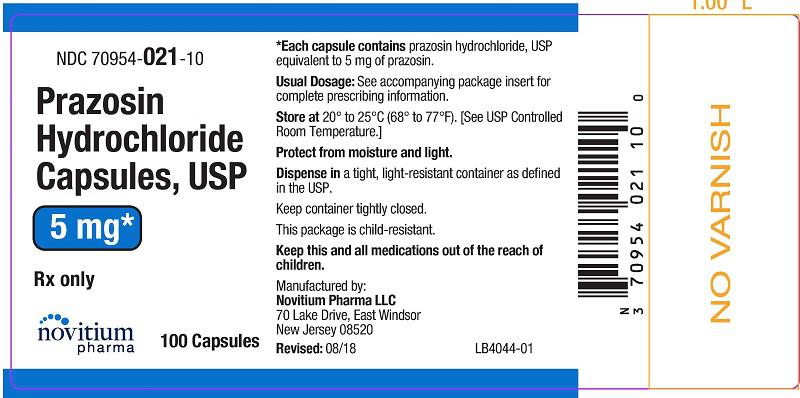 NDC 70954-021-10
Prazosin
Hydrochloride
Capsules, USP
5 mg*
Rx only
novitium
pharma
100 Capsules
*Each capsule contains prazosin hydrochloride, USP
equivalent to 5 mg of prazosin.
Usual Dosage: See accompanying package insert for
complete prescribing information.
Store at 20° to 25°C (68° to 77°F). [See USP Controlled
Room Temperature.]
Protect from moisture and light.
Dispense in a tight, light-resistant container as defined
in the USP.
Keep container tightly closed.
This package is child-resistant.
Keep this and all medications out of the reach of
children.
Manufactured by:
Novitium Pharma LLC
70 Lake Drive, East Windsor
New Jersey 08520
Revised: 08/18 LB4044-01
N 3 70954 021 10 0
NO VARNISH
1.00" L